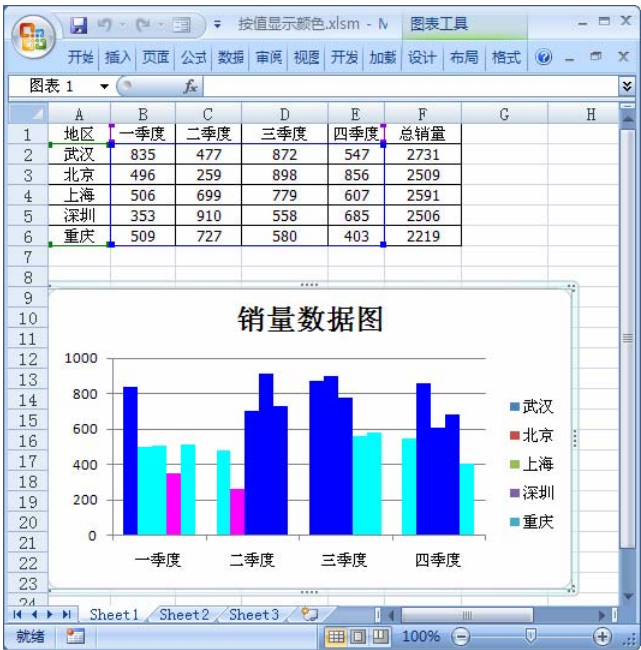 按值显示颜色.xlsm - M 图表工具
开始 插入 页面 公式 数据 审阅 视图 开发 加载 设计 布局 格式
图表 1 fx
A B C D E F G H
1 地区 一季度 二季度 三季度 四季度 总销量
2 武汉 835 477 872 547 2731
3 北京 496 259 898 856 2509
4 上海 506 699 779 607 2591
5 深圳 353 910 558 685 2506
6 重庆 509 727 580 403 2219
7
8
9
10
11
12
13
14
15
16
17
18
19
20
21
22
23
24
销量数据图
1000
800
600
400
200
0
一季度 二季度 三季度 四季度
武汉
北京
上海
深圳
重庆
Sheet1 Sheet2 Sheet3
就绪 100%